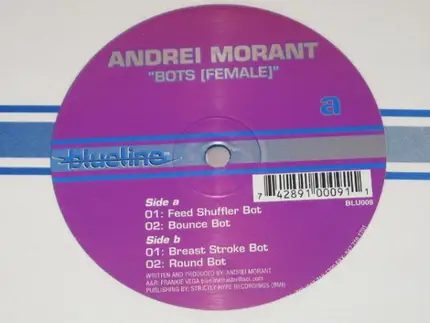 ANDREI MORANT
"BOTS [FEMALE]"
a
blueline
Side a
01: Feed Shuffler Bot
02: Bounce Bot
Side b
01: Breast Stroke Bot
02: Round Bot
7 42891 00091 1
BLU008
WRITTEN AND PRODUCED BY: ANDREI MORANT
A&R: FRANKIE VEGA
PUBLISHING BY: STRICTLY HYPE RECORDINGS (BMI)